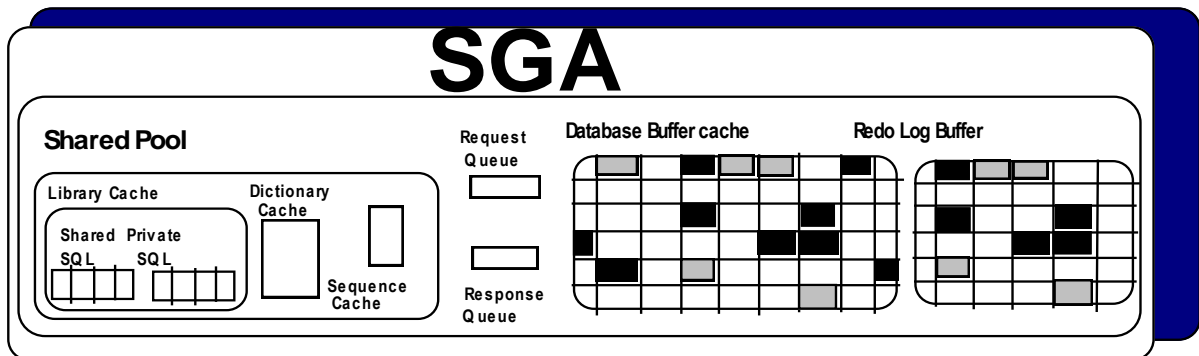 SGA
Shared Pool
Library Cache
Shared Private
SQL SQL
Dictionary
Cache
Sequence
Cache
Request
Queue
Response
Queue
Database Buffer cache
Redo Log Buffer